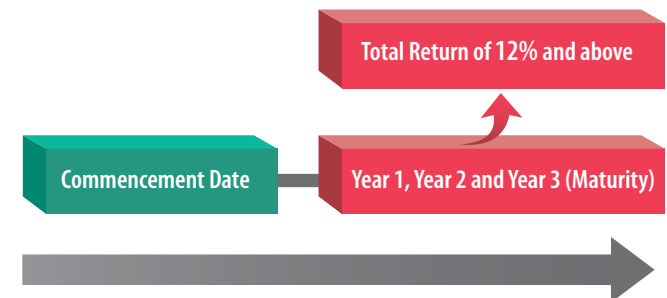 Total Return of 12% and above
Commencement Date
Year 1, Year 2 and Year 3 (Maturity)